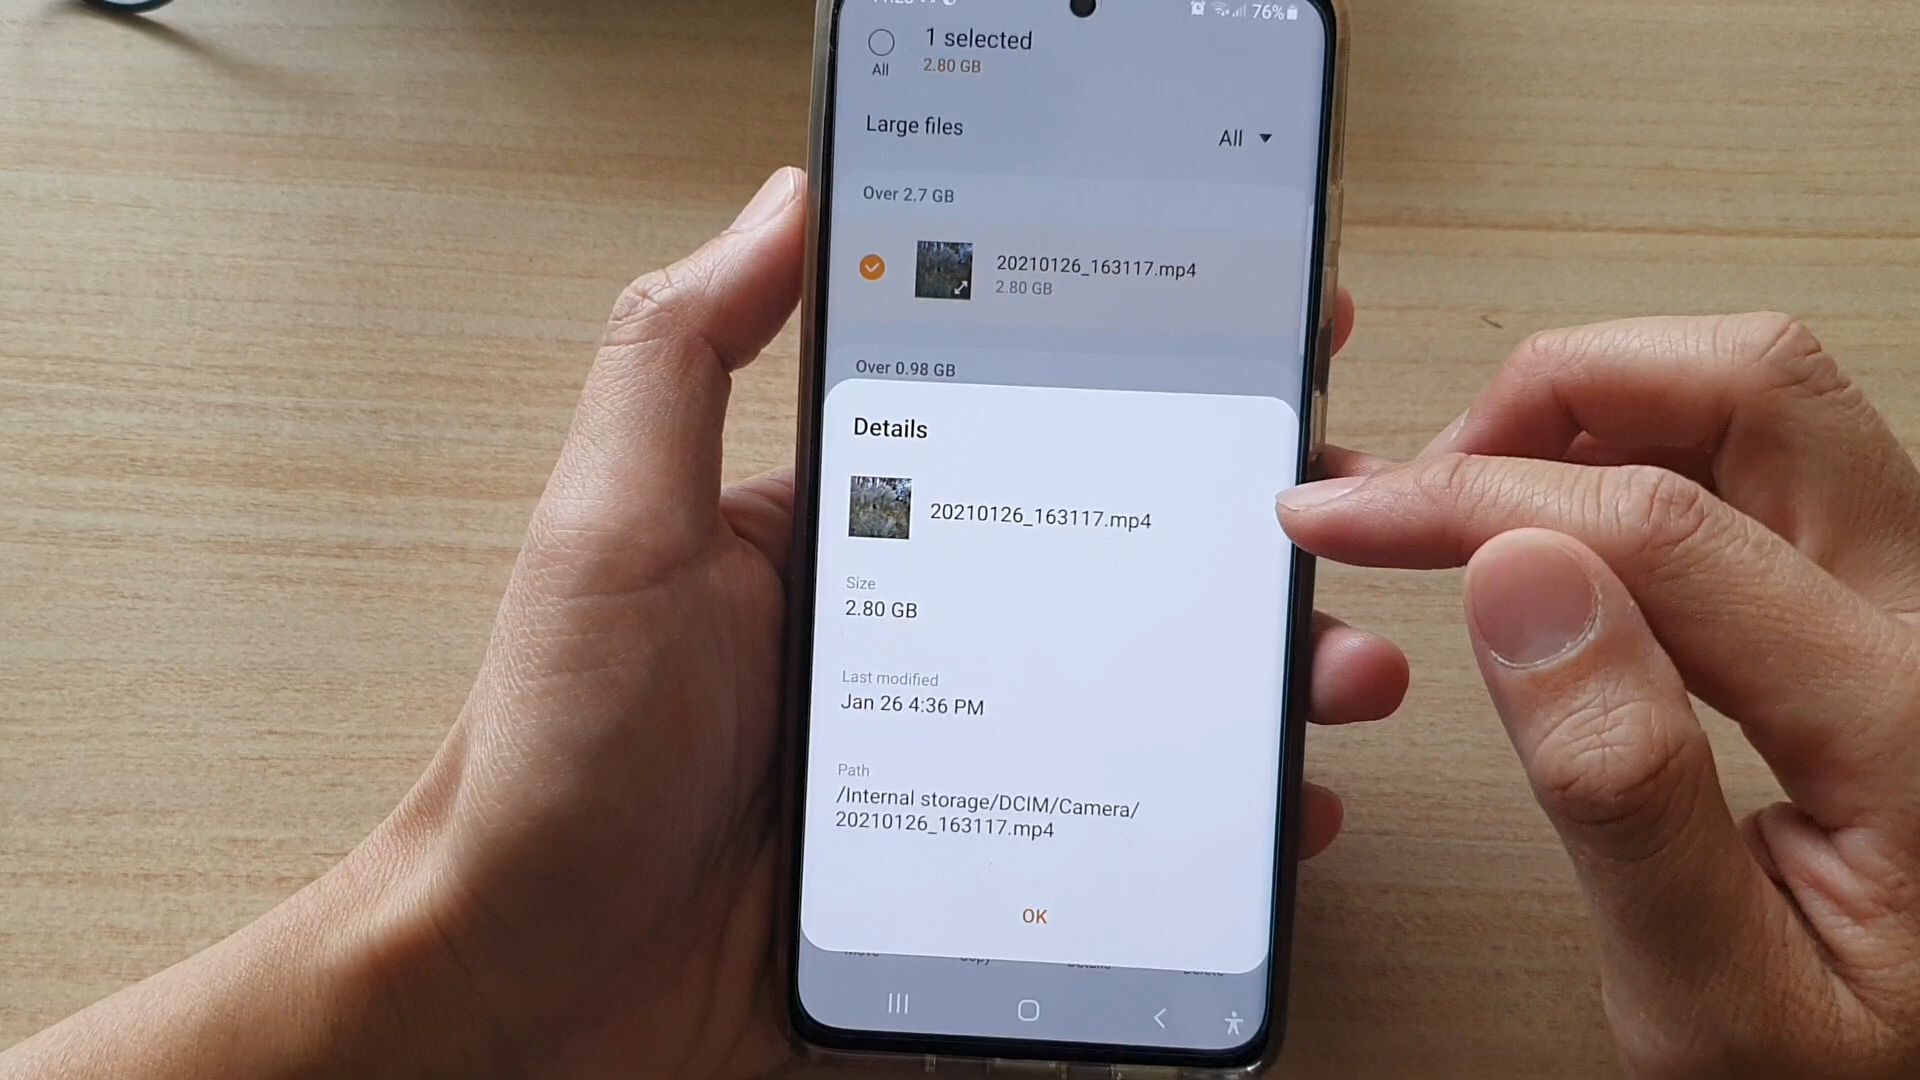 76%
1 selected
All
2.80 GB
Large files
All
Over 2.7 GB
20210126_163117.mp4
2.80 GB
Over 0.98 GB
Details
20210126_163117.mp4
Size
2.80 GB
Last modified
Jan 26 4:36 PM
Path
/Internal storage/DCIM/Camera/
20210126_163117.mp4
OK